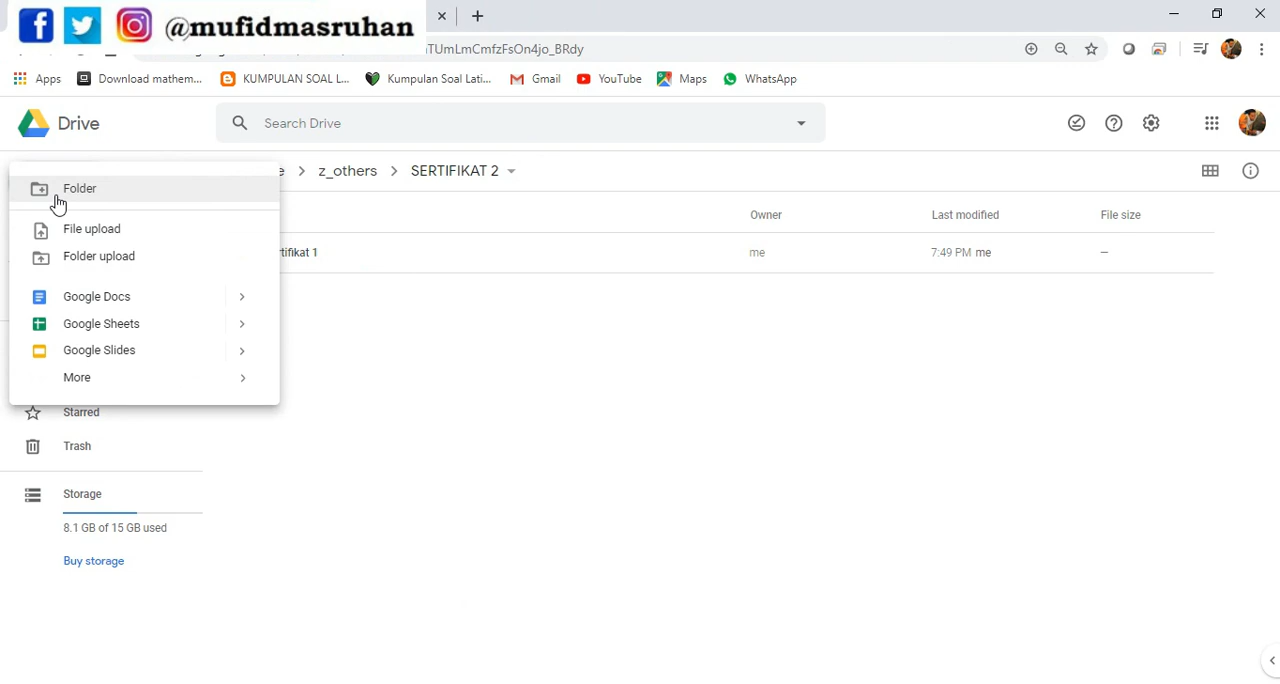 @mufidmasruhan
TUmLmCmfzFsOn4jo_BRdy
Apps Download mathem... KUMPULAN SOAL L... Kumpulan Soal Lati... Gmail YouTube Maps WhatsApp
Drive Search Drive
z_others > SERTIFIKAT 2
Folder
Owner Last modified File size
File upload
tifikat 1 me 7:49 PM me –
Folder upload
Google Docs
Google Sheets
Google Slides
More
Starred
Trash
Storage
8.1 GB of 15 GB used
Buy storage